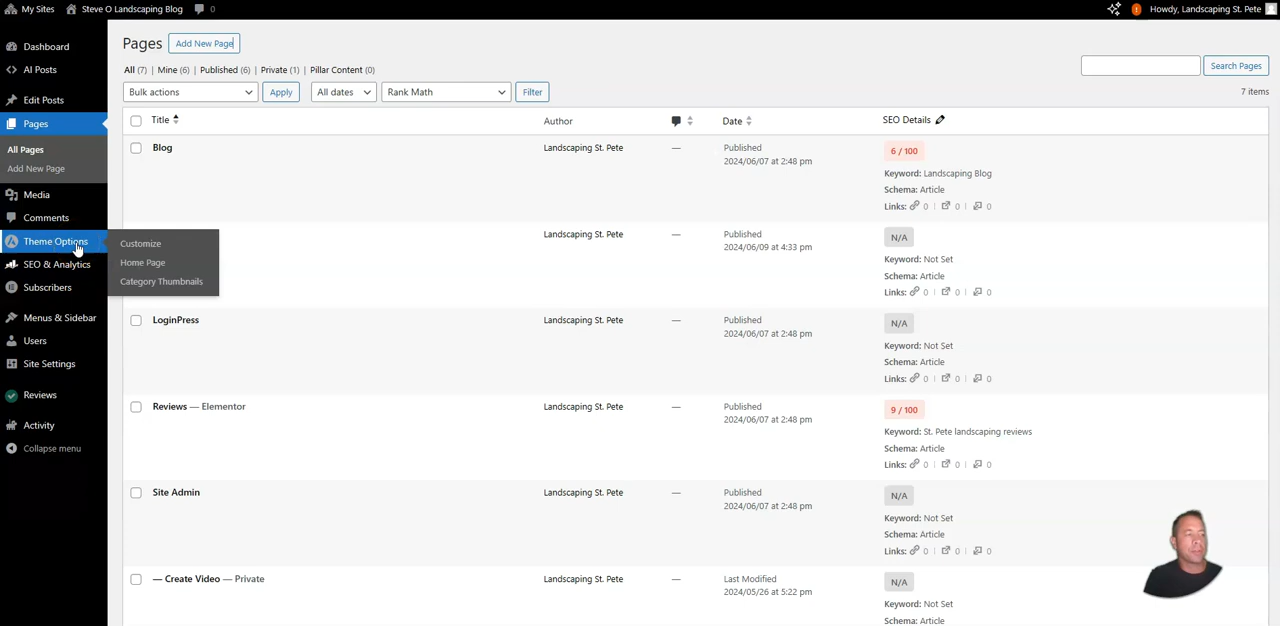 My Sites Steve O Landscaping Blog 0 ! Howdy, Landscaping St. Pete
Dashboard
AI Posts
Edit Posts
Pages
All Pages
Add New Page
Media
Comments
Theme Options
SEO & Analytics
Subscribers
Menus & Sidebar
Users
Site Settings
Reviews
Activity
Collapse menu
Customize
Home Page
Category Thumbnails
Pages Add New Page
All (7) | Mine (6) | Published (6) | Private (1) | Pillar Content (0)
Search Pages
Bulk actions Apply All dates Rank Math Filter
7 items
Title Author Date SEO Details
Blog Landscaping St. Pete — Published
2024/06/07 at 2:48 pm
6 / 100
Keyword: Landscaping Blog
Schema: Article
Links: 0 | 0 | 0
Landscaping St. Pete — Published
2024/06/09 at 4:33 pm
N/A
Keyword: Not Set
Schema: Article
Links: 0 | 0 | 0
LoginPress Landscaping St. Pete — Published
2024/06/07 at 2:48 pm
N/A
Keyword: Not Set
Schema: Article
Links: 0 | 0 | 0
Reviews — Elementor Landscaping St. Pete — Published
2024/06/07 at 2:48 pm
9 / 100
Keyword: St. Pete landscaping reviews
Schema: Article
Links: 0 | 0 | 0
Site Admin Landscaping St. Pete — Published
2024/06/07 at 2:48 pm
N/A
Keyword: Not Set
Schema: Article
Links: 0 | 0 | 0
— Create Video — Private Landscaping St. Pete — Last Modified
2024/05/26 at 5:22 pm
N/A
Keyword: Not Set
Schema: Article